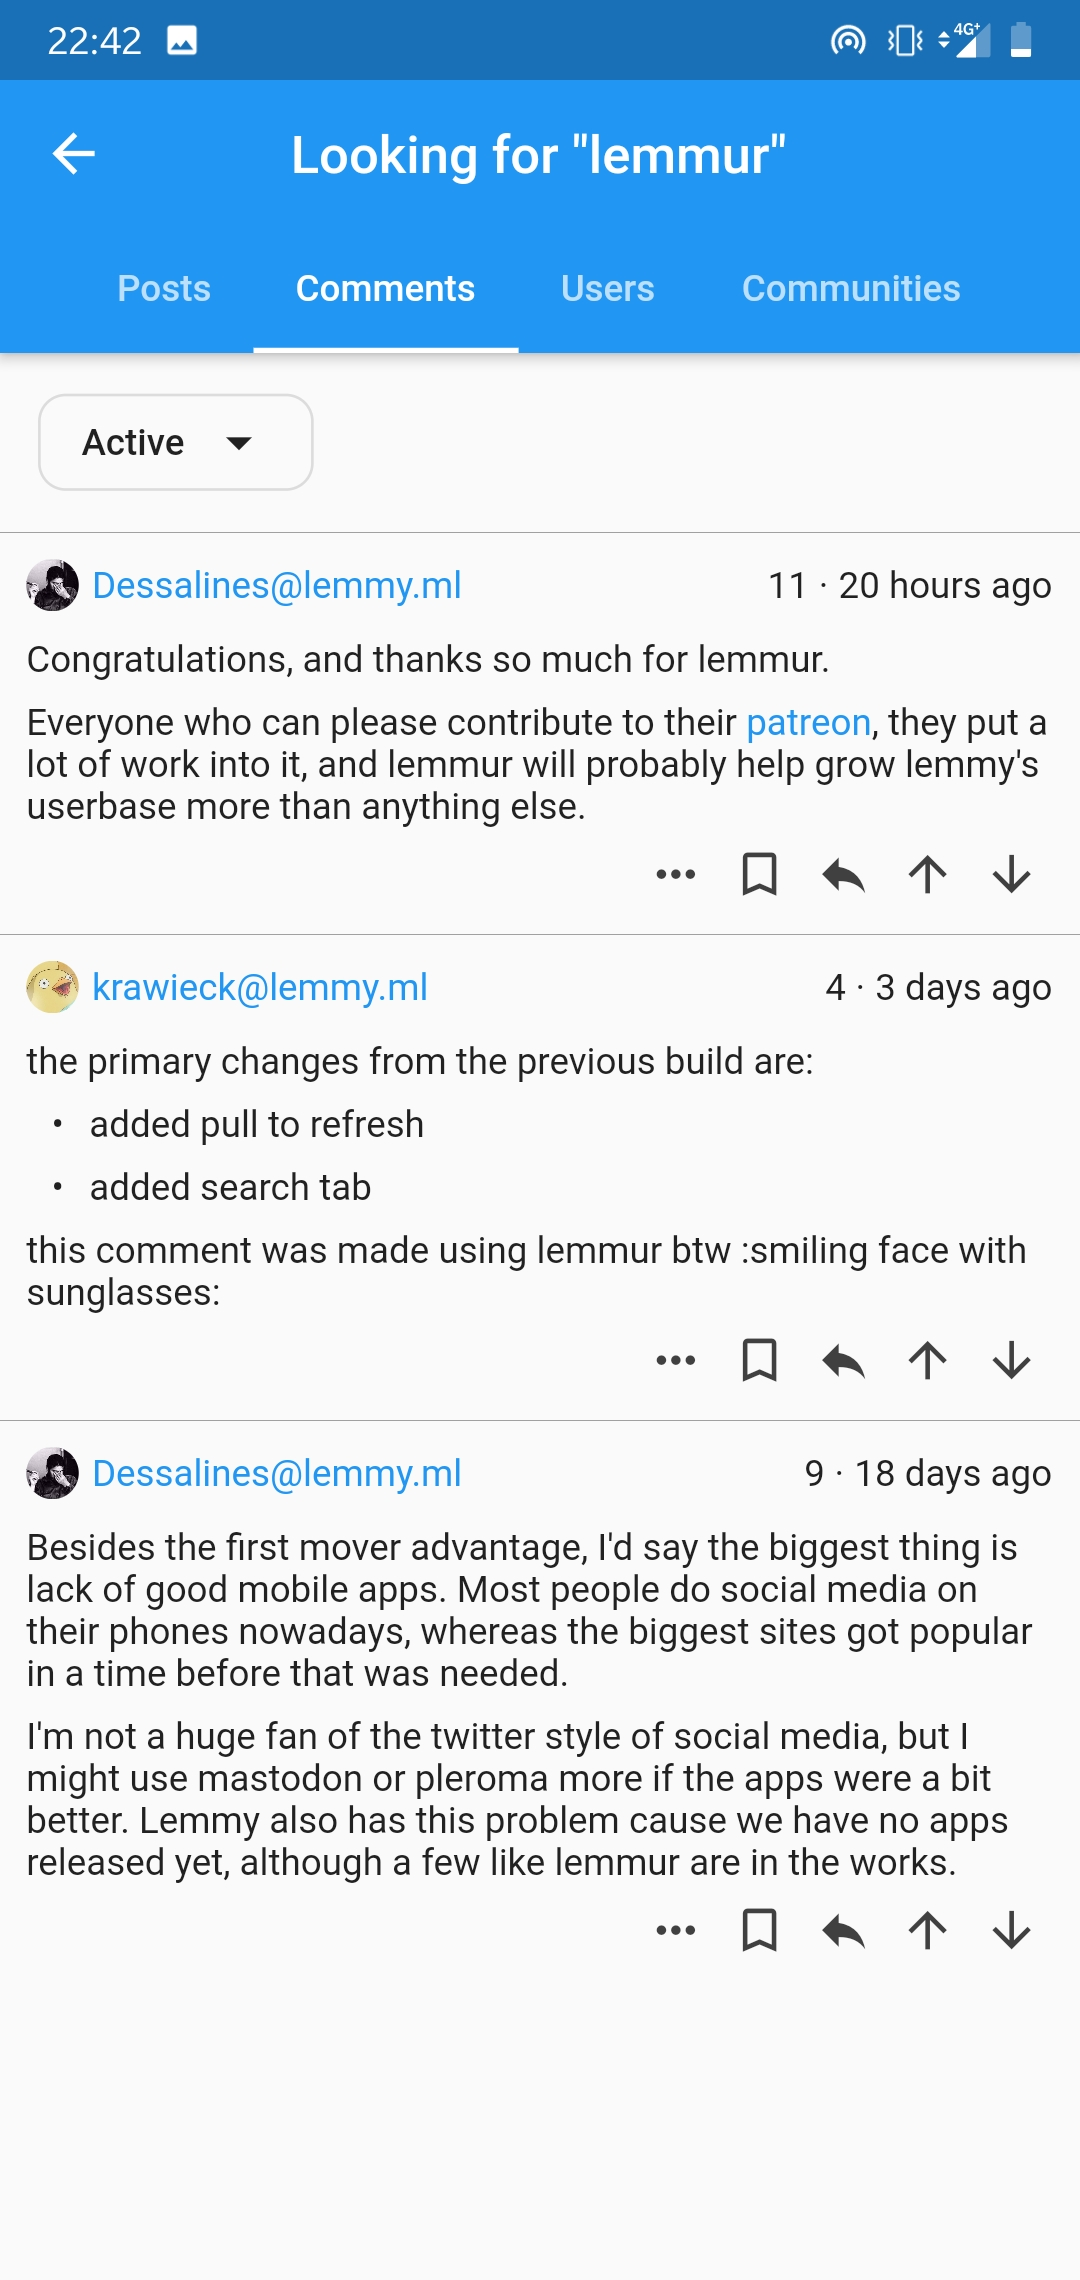 22:42
4G+
Looking for "lemmur"
Posts
Comments
Users
Communities
Active
Dessalines@lemmy.ml
11 · 20 hours ago
Congratulations, and thanks so much for lemmur.
Everyone who can please contribute to their patreon, they put a
lot of work into it, and lemmur will probably help grow lemmy's
userbase more than anything else.
krawieck@lemmy.ml
4 · 3 days ago
the primary changes from the previous build are:
• added pull to refresh
• added search tab
this comment was made using lemmur btw :smiling face with
sunglasses:
Dessalines@lemmy.ml
9 · 18 days ago
Besides the first mover advantage, I'd say the biggest thing is
lack of good mobile apps. Most people do social media on
their phones nowadays, whereas the biggest sites got popular
in a time before that was needed.
I'm not a huge fan of the twitter style of social media, but I
might use mastodon or pleroma more if the apps were a bit
better. Lemmy also has this problem cause we have no apps
released yet, although a few like lemmur are in the works.